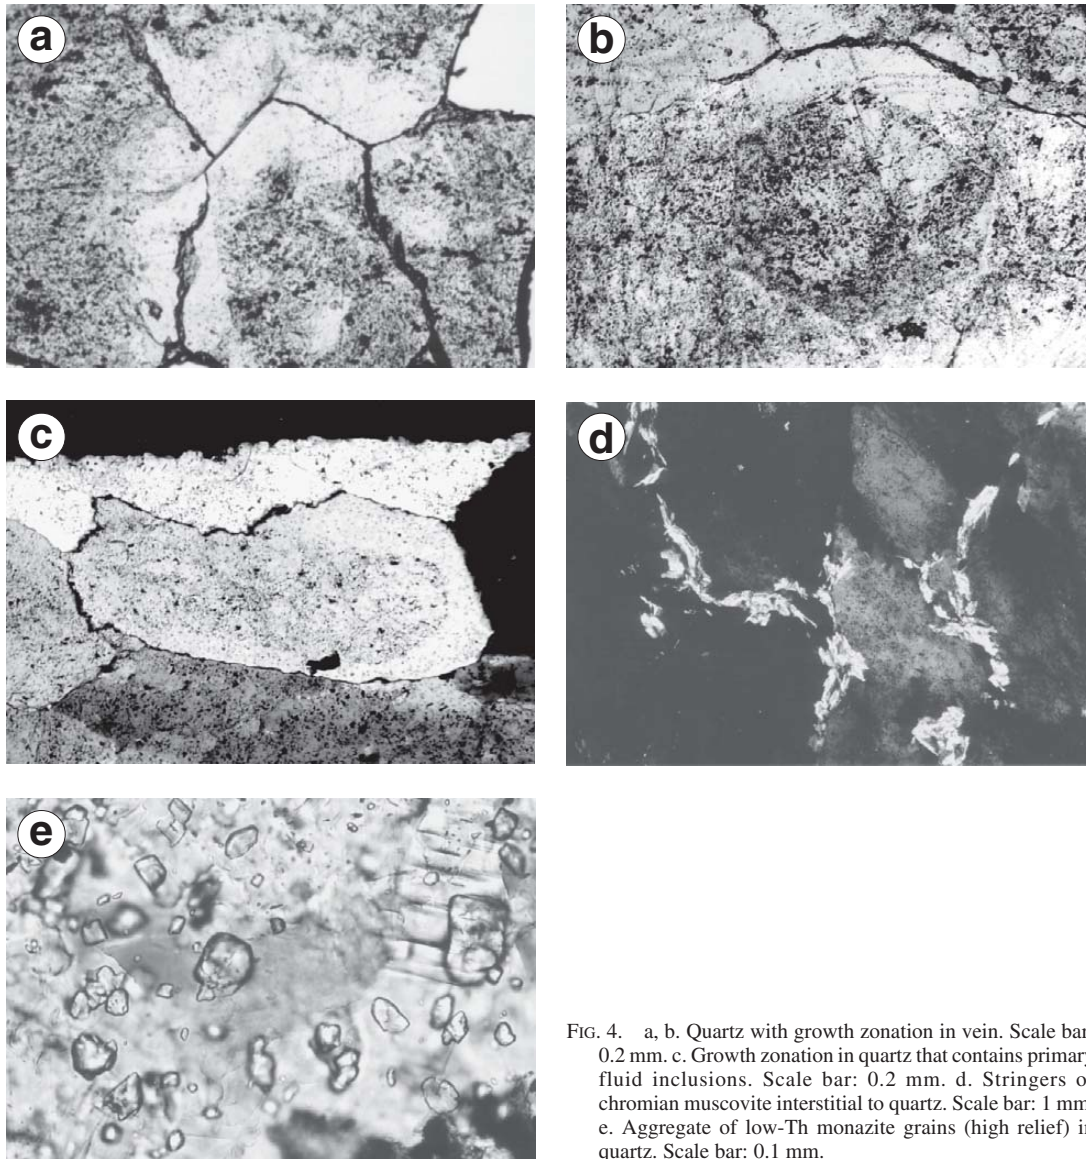 a
b
c
d
e
FIG. 4. a, b. Quartz with growth zonation in vein. Scale bar
0.2 mm. c. Growth zonation in quartz that contains primary
fluid inclusions. Scale bar: 0.2 mm. d. Stringers
chromian muscovite interstitial to quartz. Scale bar: 1 mm
e. Aggregate of low-Th monazite grains (high relief) in
quartz. Scale bar: 0.1 mm.